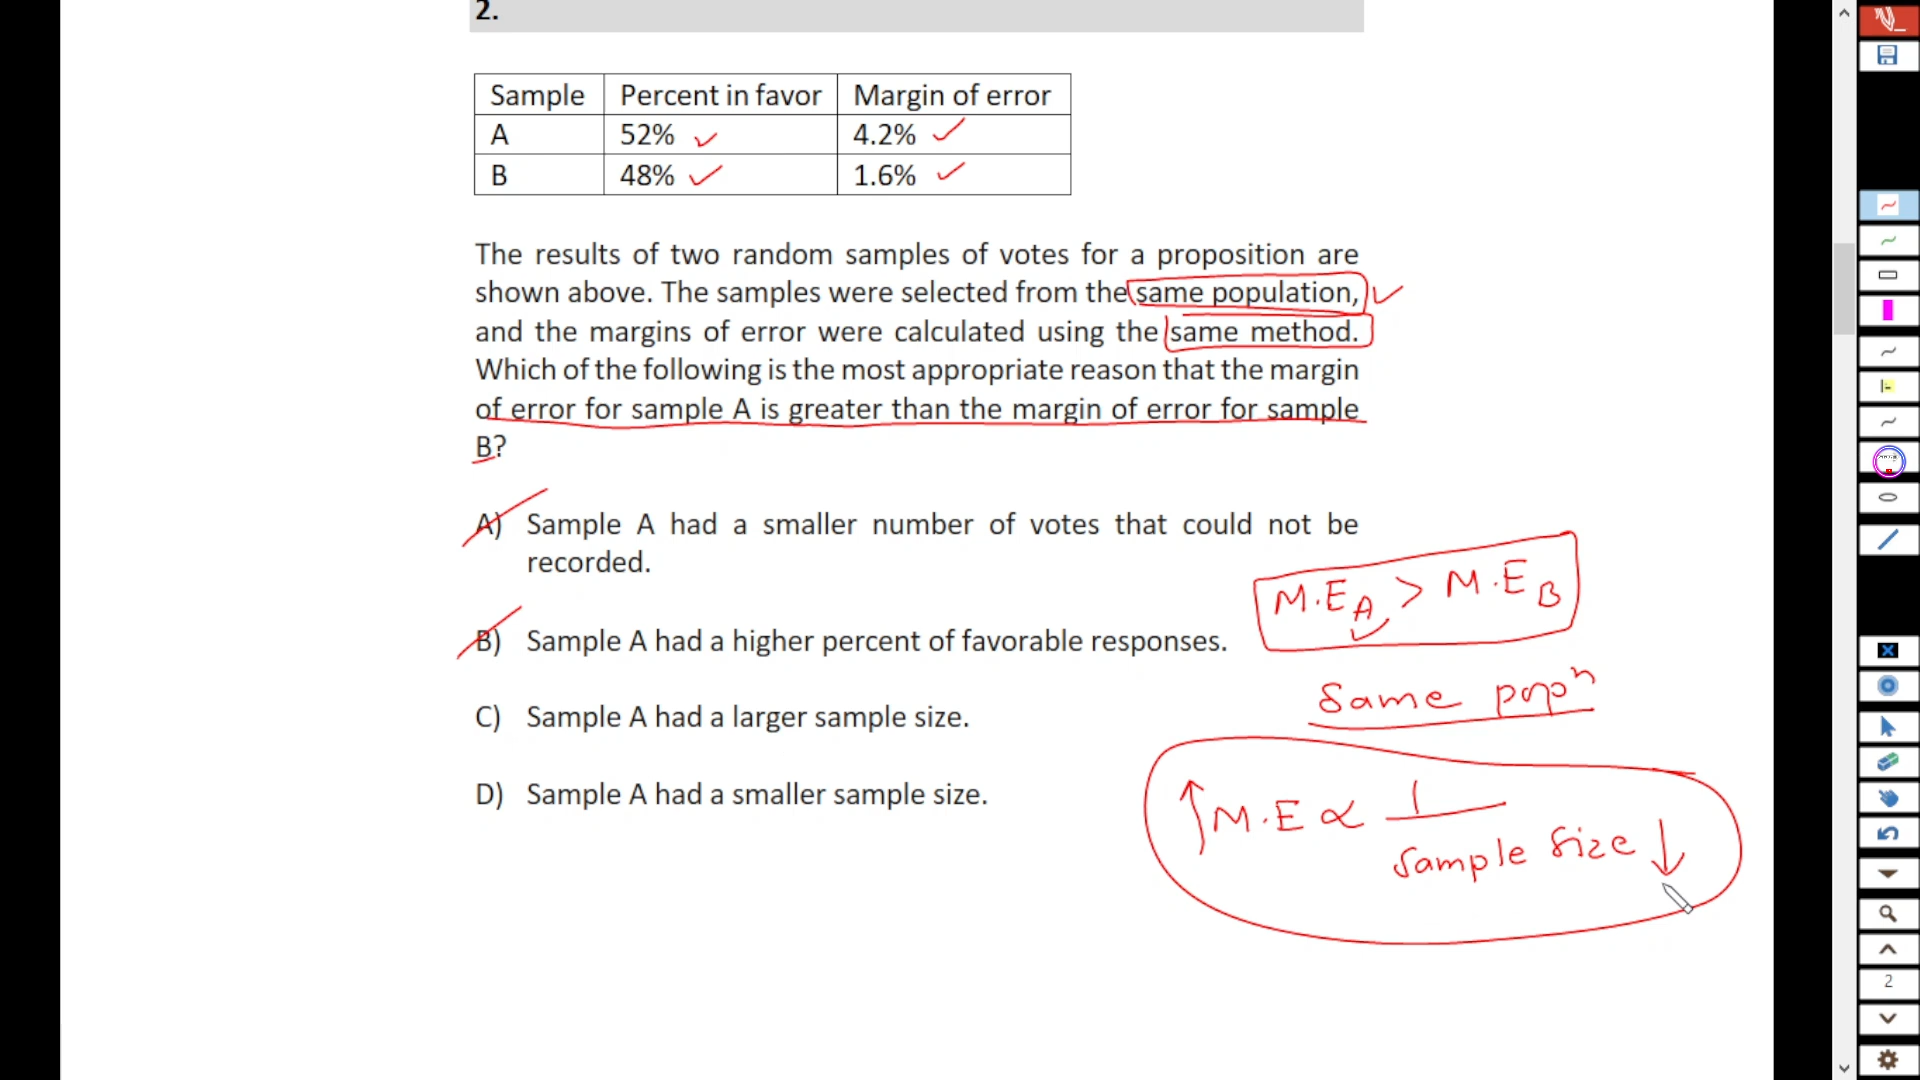 2.
Sample Percent in favor Margin of error
A 52% 4.2%
B 48% 1.6%
The results of two random samples of votes for a proposition are
shown above. The samples were selected from the same population,
and the margins of error were calculated using the same method.
Which of the following is the most appropriate reason that the margin
of error for sample A is greater than the margin of error for sample
B?
A) Sample A had a smaller number of votes that could not be
recorded.
B) Sample A had a higher percent of favorable responses.
C) Sample A had a larger sample size.
D) Sample A had a smaller sample size.
M.E A > M.E B
Same popⁿ
↑ M.E ∝ 1
Sample Size ↓
2